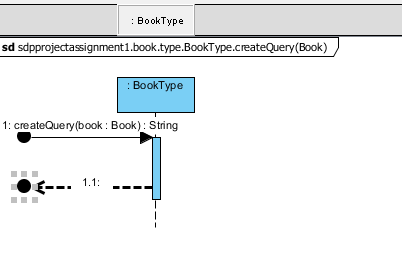 : BookType
sd sdpprojectassignment1.book.type.BookType.createQuery(Book)
: BookType
1: createQuery(book : Book) : String
1.1: